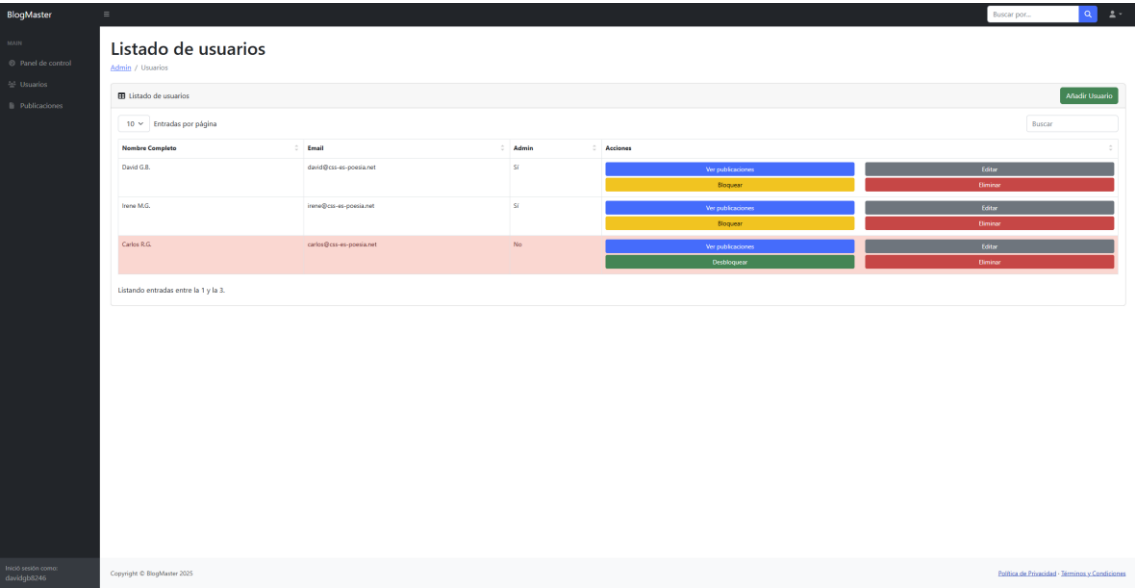 BlogMaster
Buscar por...
MAIN
Panel de control
Usuarios
Publicaciones
Listado de usuarios
Admin / Usuarios
Listado de usuarios
Añadir Usuario
10 Entradas por página
Buscar
Nombre Completo Email Admin Acciones
David G.B. david@css-es-poesia.net Sí Ver publicaciones Editar
Bloquear Eliminar
Irene M.G. irene@css-es-poesia.net Sí Ver publicaciones Editar
Bloquear Eliminar
Carlos R.G. carlos@css-es-poesia.net No Ver publicaciones Editar
Desbloquear Eliminar
Listando entradas entre la 1 y la 3.
Inició sesión como:
davidgb8246
Copyright © BlogMaster 2025
Política de Privacidad · Términos y Condiciones